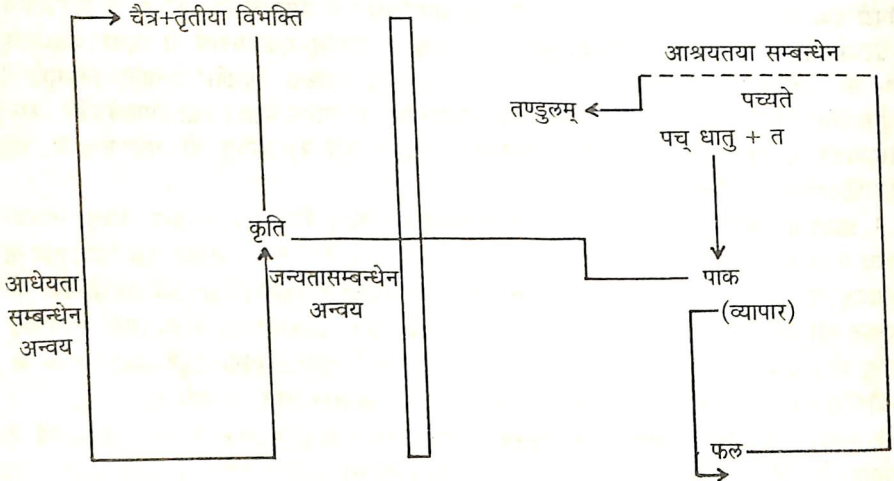 चैत्र+तृतीया विभक्ति
आश्रयतया सम्बन्धेन
तण्डुलम्
पच्यते
पच् धातु + त
कृति
आधेयता
सम्बन्धेन
अन्वय
जन्यतासम्बन्धेन
अन्वय
पाक
(व्यापार)
फल